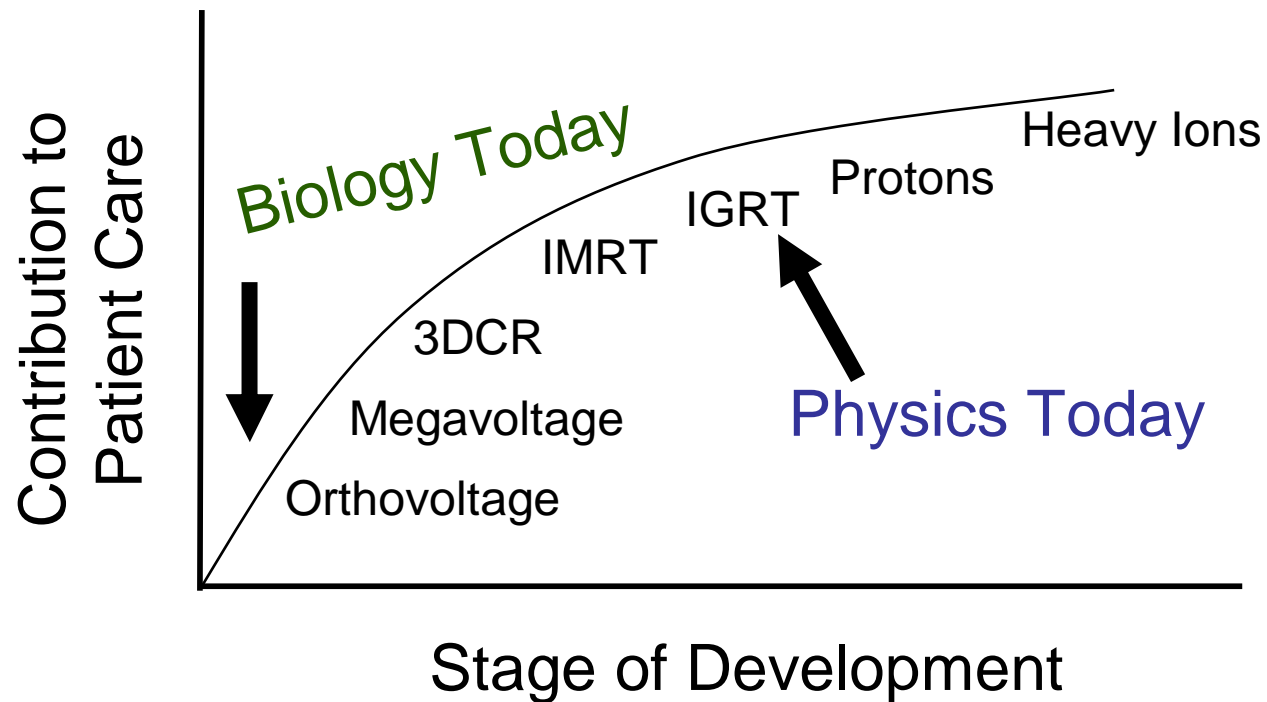 Contribution to
Patient Care
Biology Today
Heavy Ions
Protons
IGRT
IMRT
3DCR
Megavoltage
Orthovoltage
Physics Today
Stage of Development